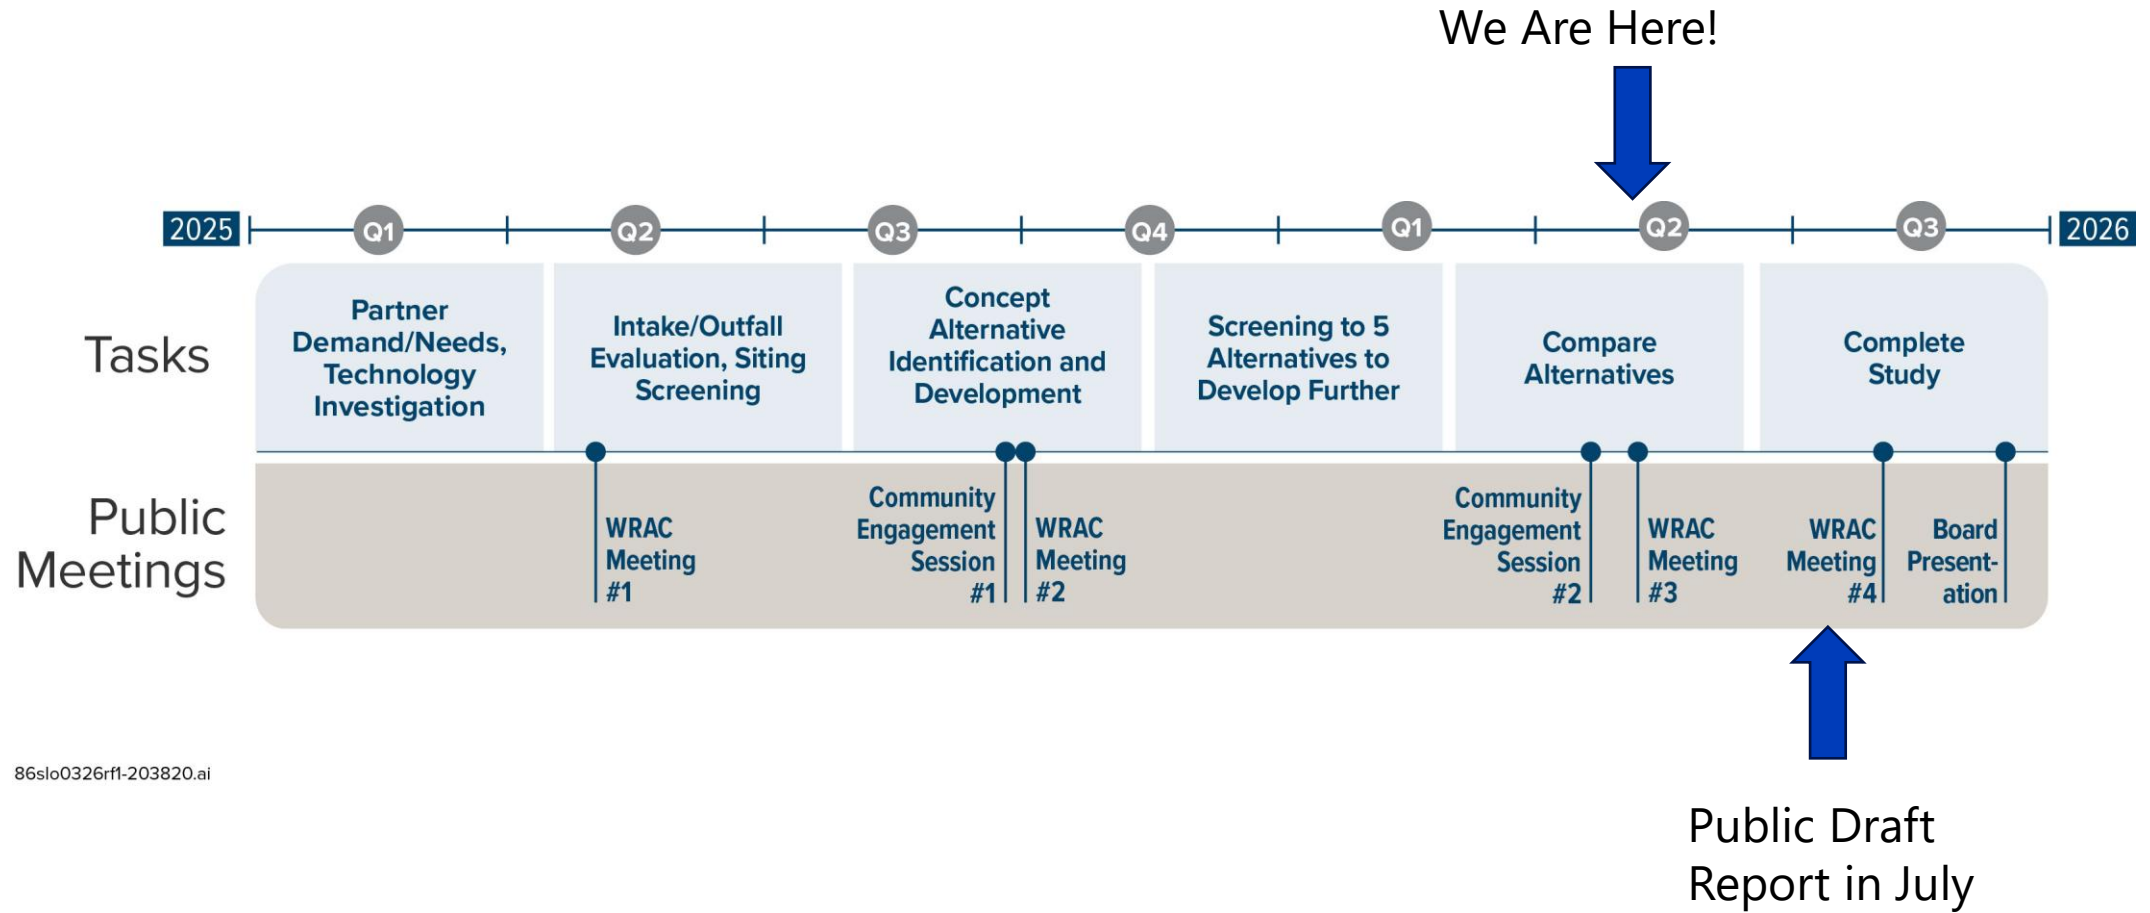 We Are Here!
2025
Q1
Q2
Q3
Q4
Q1
Q2
Q3
2026
Tasks
Partner
Demand/Needs,
Technology
Investigation
Intake/Outfall
Evaluation, Siting
Screening
Concept
Alternative
Identification and
Development
Screening to 5
Alternatives to
Develop Further
Compare
Alternatives
Complete
Study
Public
Meetings
WRAC
Meeting
#1
Community
Engagement
Session
#1
WRAC
Meeting
#2
Community
Engagement
Session
#2
WRAC
Meeting
#3
WRAC
Meeting
#4
Board
Present-
ation
86slo0326rf1-203820.ai
Public Draft
Report in July